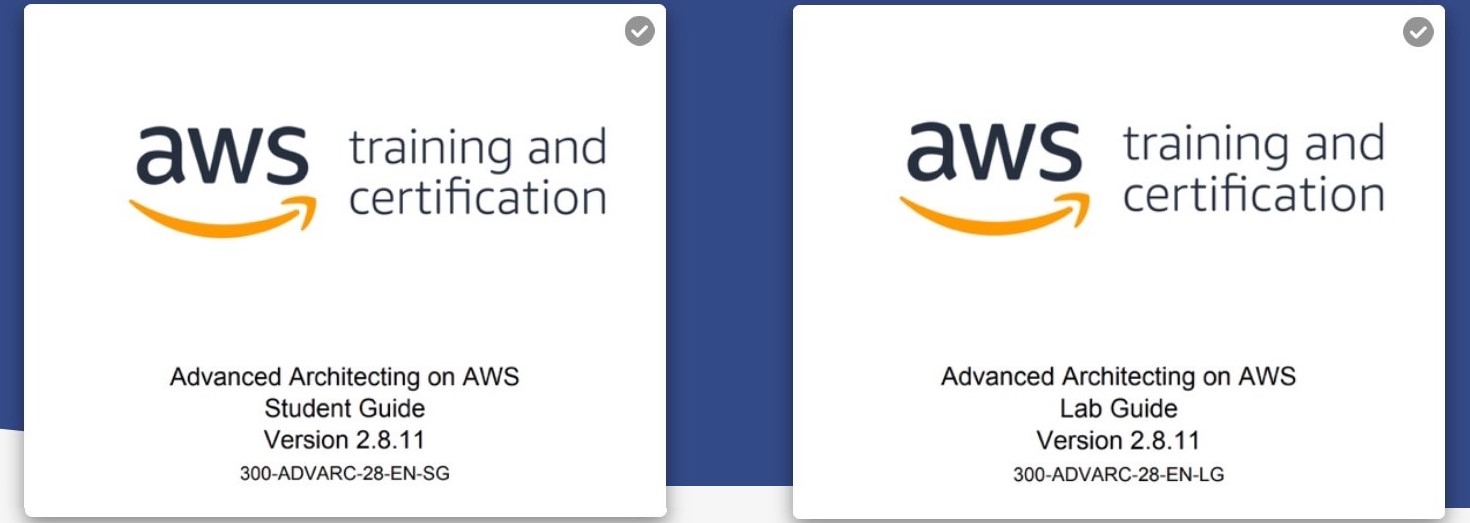 aws training and
certification
Advanced Architecting on AWS
Student Guide
Version 2.8.11
300-ADVARC-28-EN-SG
aws training and
certification
Advanced Architecting on AWS
Lab Guide
Version 2.8.11
300-ADVARC-28-EN-LG